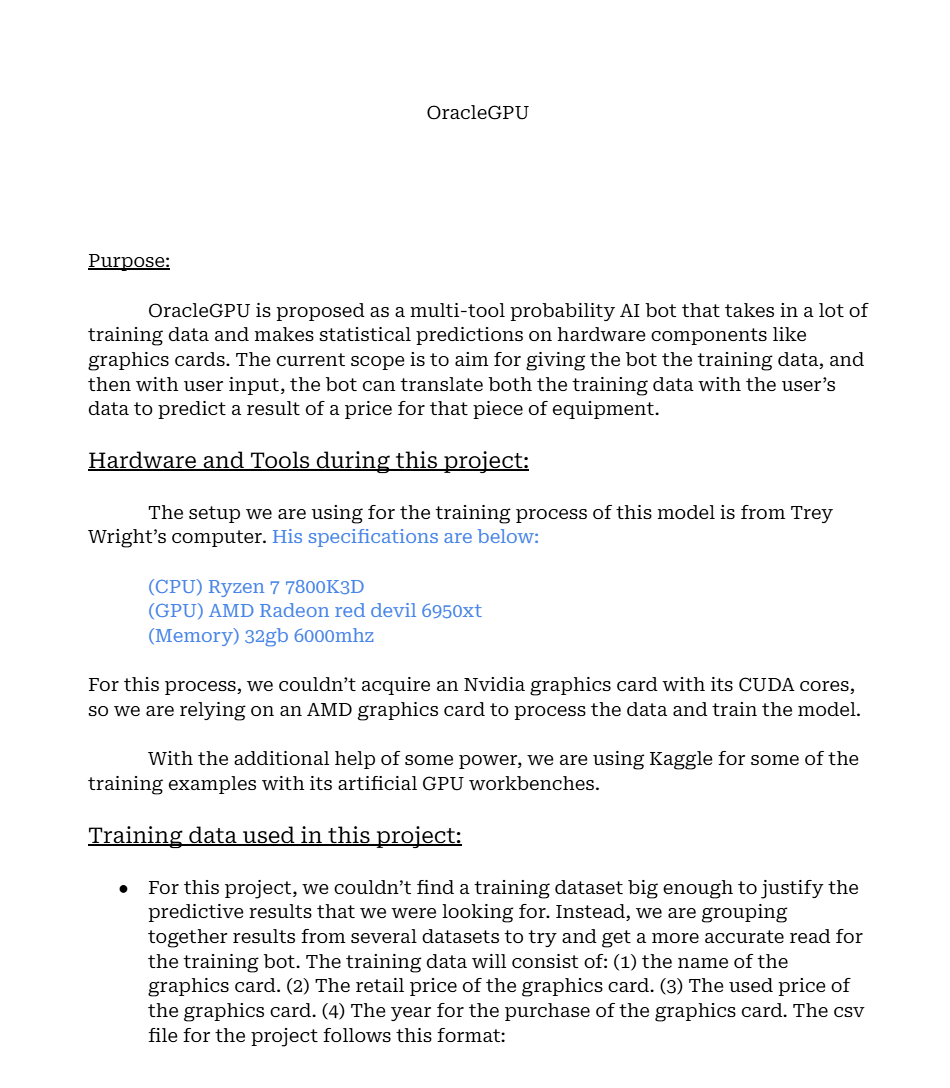 OracleGPU
Purpose:
OracleGPU is proposed as a multi-tool probability AI bot that takes in a lot of
training data and makes statistical predictions on hardware components like
graphics cards. The current scope is to aim for giving the bot the training data, and
then with user input, the bot can translate both the training data with the user's
data to predict a result of a price for that piece of equipment.
Hardware and Tools during this project:
The setup we are using for the training process of this model is from Trey
Wright's computer. His specifications are below:
(CPU) Ryzen 7 7800K3D
(GPU) AMD Radeon red devil 6950xt
(Memory) 32gb 6000mhz
For this process, we couldn't acquire an Nvidia graphics card with its CUDA cores,
so we are relying on an AMD graphics card to process the data and train the model.
With the additional help of some power, we are using Kaggle for some of the
training examples with its artificial GPU workbenches.
Training data used in this project:
● For this project, we couldn't find a training dataset big enough to justify the
predictive results that we were looking for. Instead, we are grouping
together results from several datasets to try and get a more accurate read for
the training bot. The training data will consist of: (1) the name of the
graphics card. (2) The retail price of the graphics card. (3) The used price of
the graphics card. (4) The year for the purchase of the graphics card. The csv
file for the project follows this format: